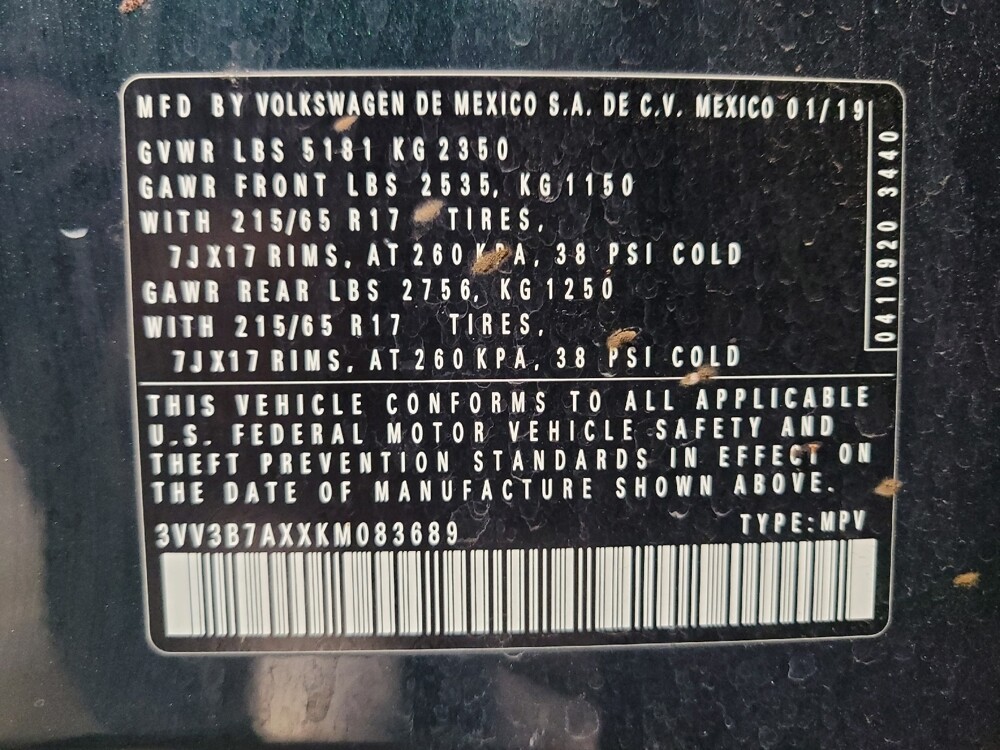 MFD BY VOLKSWAGEN DE MEXICO S.A. DE C.V. MEXICO 01/19
GVWR LBS 5181 KG 2350
GAWR FRONT LBS 2535, KG 1150
WITH 215/65 R17 TIRES,
7JX17 RIMS, AT 260 KPA, 38 PSI COLD
GAWR REAR LBS 2756, KG 1250
WITH 215/65 R17 TIRES,
7JX17 RIMS, AT 260 KPA, 38 PSI COLD
0410920 3440
THIS VEHICLE CONFORMS TO ALL APPLICABLE
U.S. FEDERAL MOTOR VEHICLE SAFETY AND
THEFT PREVENTION STANDARDS IN EFFECT ON
THE DATE OF MANUFACTURE SHOWN ABOVE.
3VV3B7AXXKM083689 TYPE:MPV